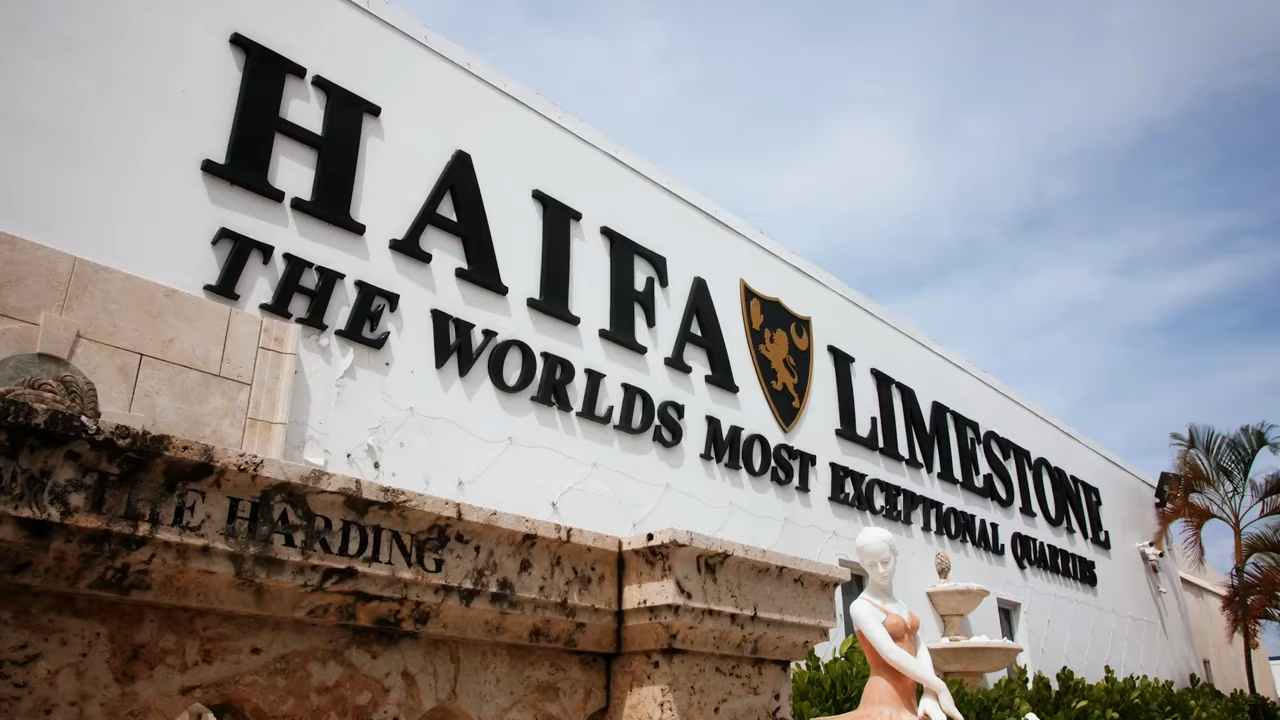 HAIFA LIMESTONE
THE WORLDS MOST EXCEPTIONAL QUARRIES
THE HARDING